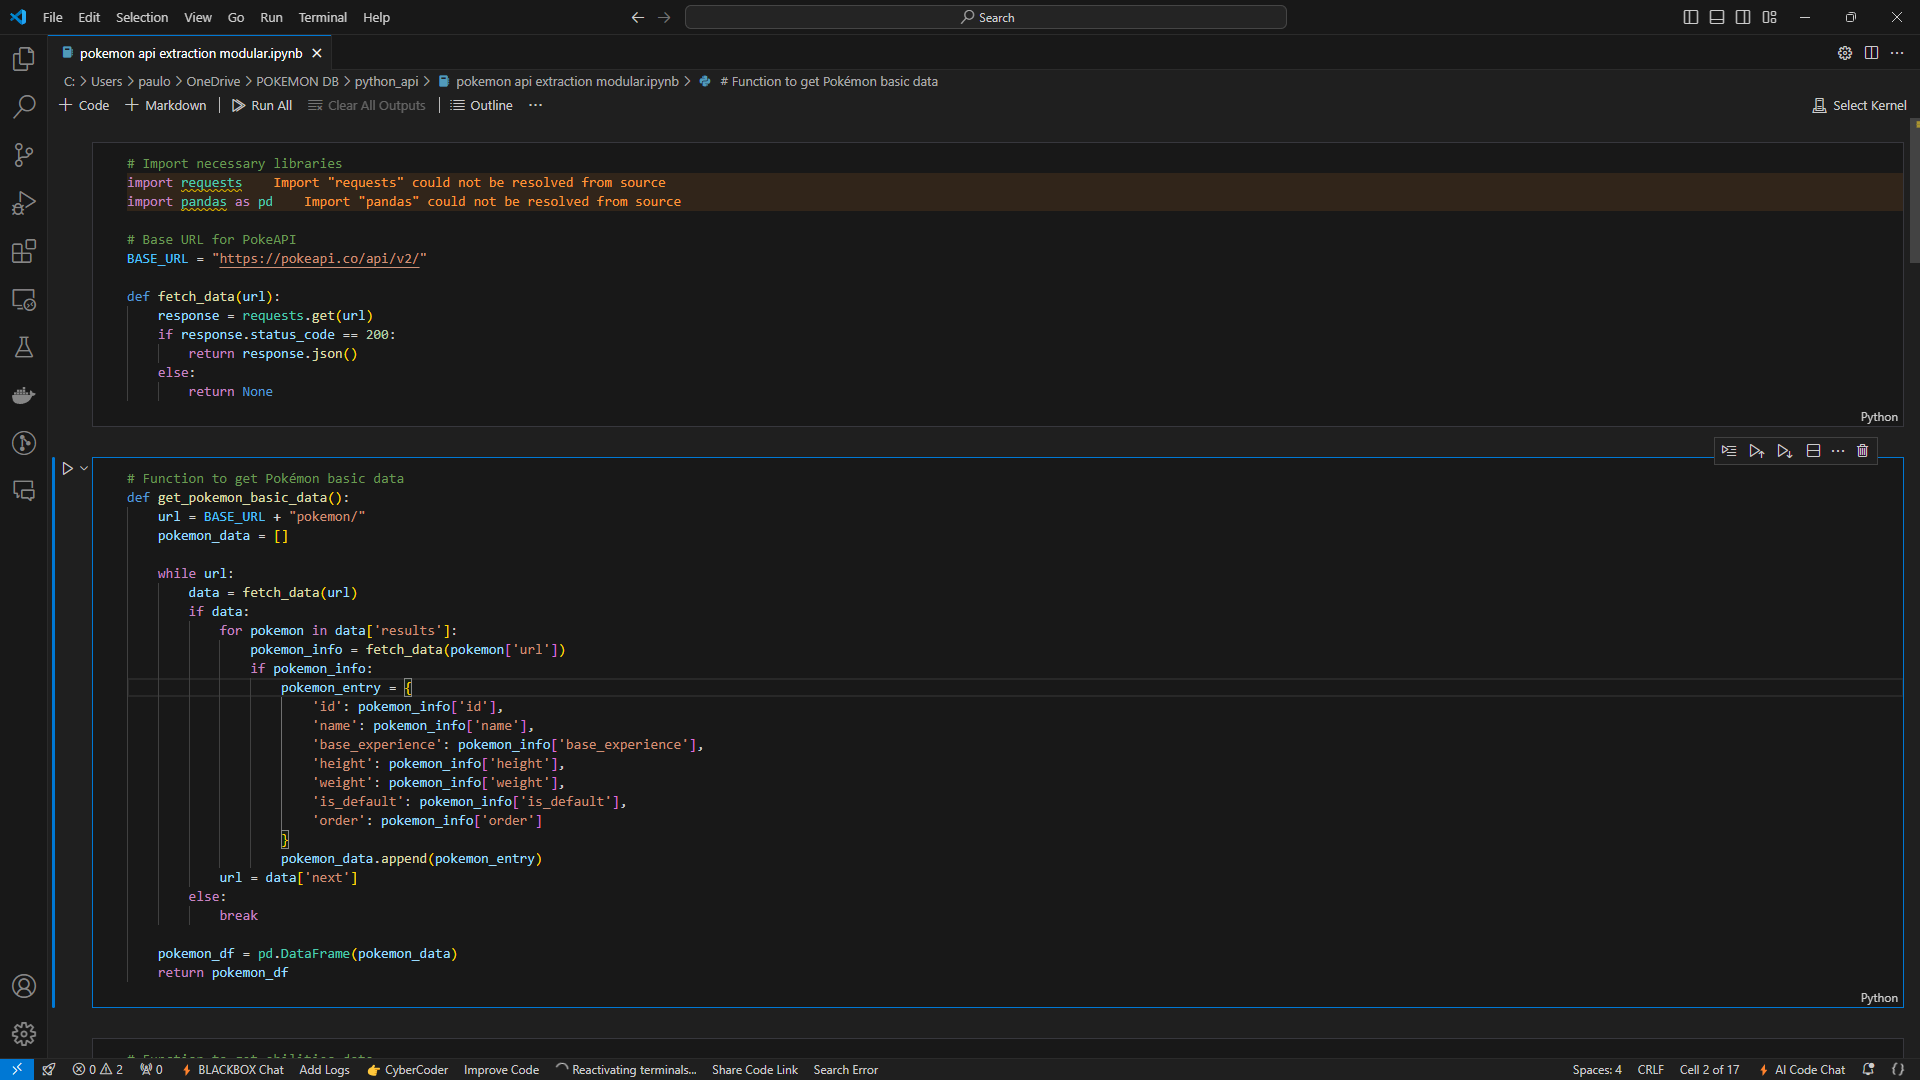 File Edit Selection View Go Run Terminal Help Search
pokemon api extraction modular.ipynb
C: > Users > paulo > OneDrive > POKEMON DB > python_api > pokemon api extraction modular.ipynb > # Function to get Pokémon basic data
+ Code + Markdown | Run All Clear All Outputs | Outline ... Select Kernel
# Import necessary libraries
import requests Import "requests" could not be resolved from source
import pandas as pd Import "pandas" could not be resolved from source
# Base URL for PokeAPI
BASE_URL = "https://pokeapi.co/api/v2/"
def fetch_data(url):
response = requests.get(url)
if response.status_code == 200:
return response.json()
else:
return None
Python
# Function to get Pokémon basic data
def get_pokemon_basic_data():
url = BASE_URL + "pokemon/"
pokemon_data = []
while url:
data = fetch_data(url)
if data:
for pokemon in data['results']:
pokemon_info = fetch_data(pokemon['url'])
if pokemon_info:
pokemon_entry = {
'id': pokemon_info['id'],
'name': pokemon_info['name'],
'base_experience': pokemon_info['base_experience'],
'height': pokemon_info['height'],
'weight': pokemon_info['weight'],
'is_default': pokemon_info['is_default'],
'order': pokemon_info['order']
}
pokemon_data.append(pokemon_entry)
url = data['next']
else:
break
pokemon_df = pd.DataFrame(pokemon_data)
return pokemon_df
Python
# Function to get abilities data
0 2 0 BLACKBOX Chat Add Logs CyberCoder Improve Code Reactivating terminals... Share Code Link Search Error Spaces: 4 CRLF Cell 2 of 17 AI Code Chat